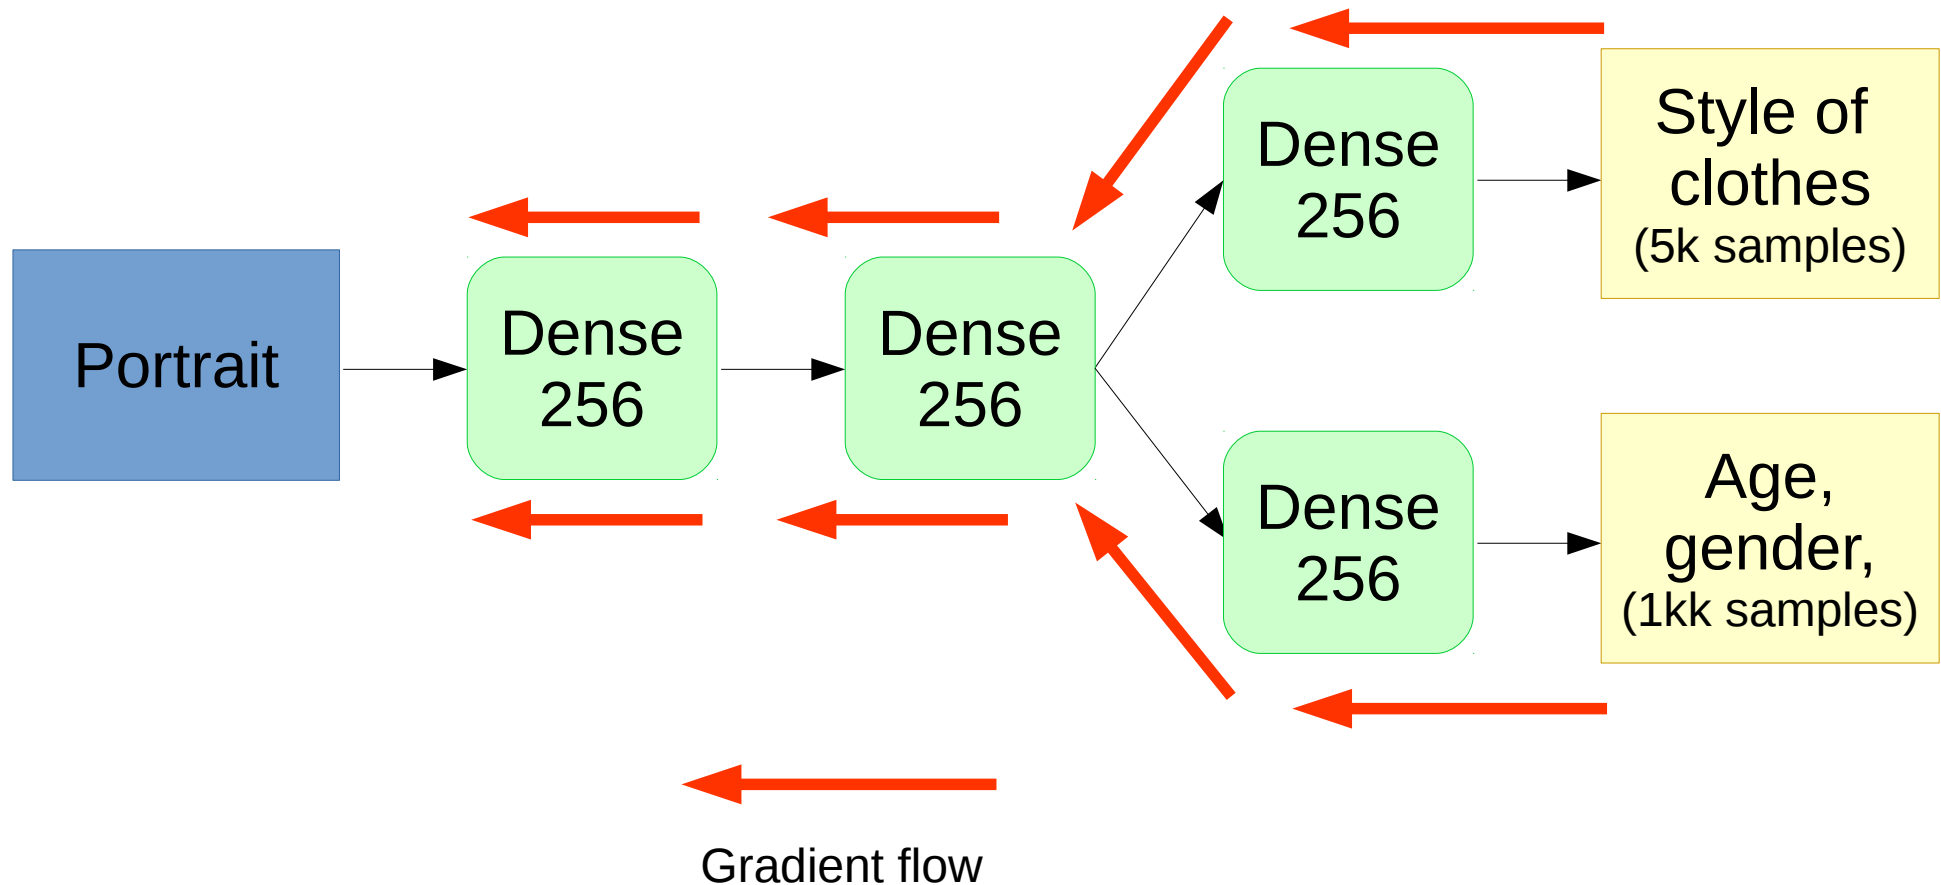 Portrait
Dense
256
Dense
256
Dense
256
Style of
clothes
(5k samples)
Dense
256
Age,
gender,
(1kk samples)
Gradient flow